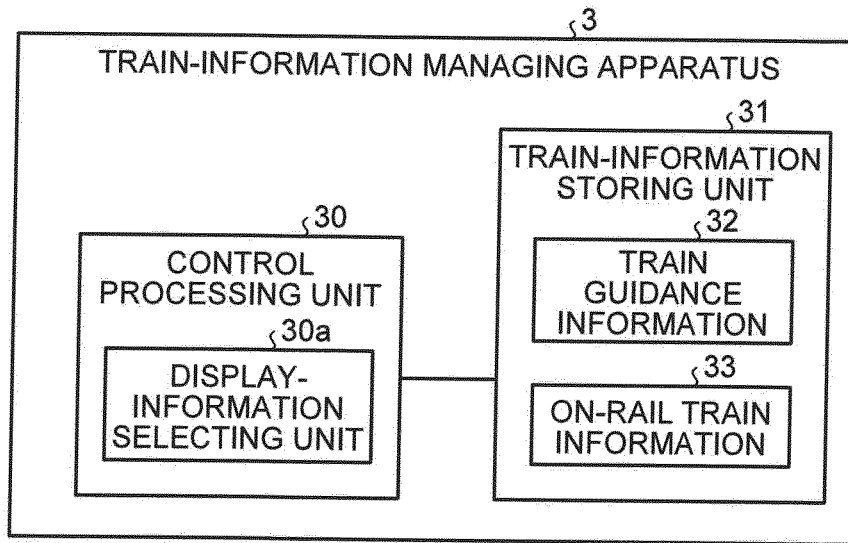 3
TRAIN-INFORMATION MANAGING APPARATUS
31
TRAIN-INFORMATION
STORING UNIT
32
TRAIN
GUIDANCE
INFORMATION
33
ON-RAIL TRAIN
INFORMATION
30
CONTROL
PROCESSING UNIT
30a
DISPLAY-
INFORMATION
SELECTING UNIT